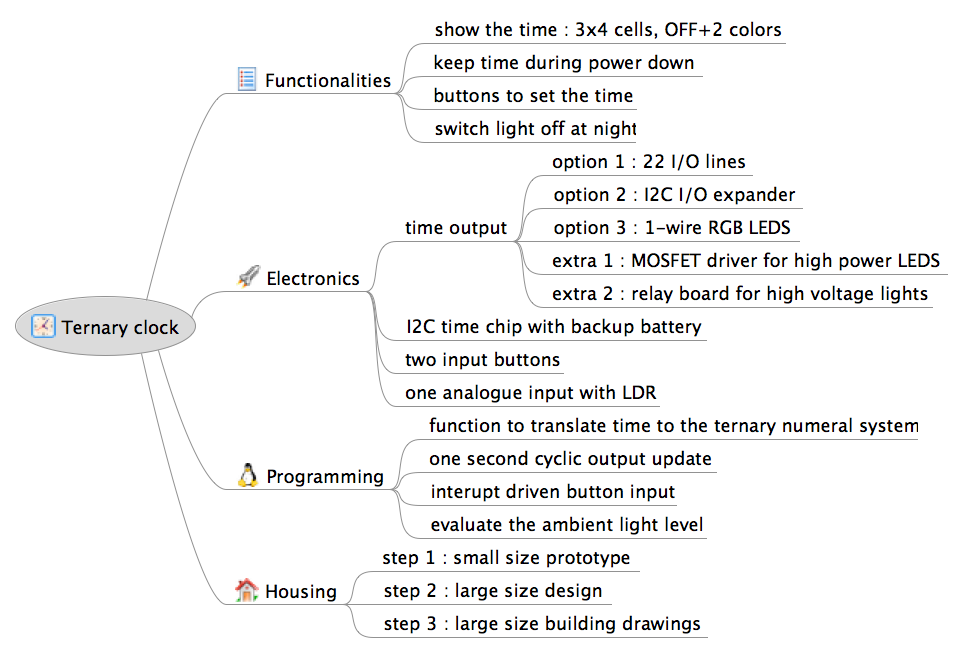 Ternary clock
Functionalities
show the time : 3x4 cells, OFF+2 colors
keep time during power down
buttons to set the time
switch light off at night
Electronics
time output
option 1 : 22 I/O lines
option 2 : I2C I/O expander
option 3 : 1-wire RGB LEDS
extra 1 : MOSFET driver for high power LEDS
extra 2 : relay board for high voltage lights
I2C time chip with backup battery
two input buttons
one analogue input with LDR
Programming
function to translate time to the ternary numeral system
one second cyclic output update
interupt driven button input
evaluate the ambient light level
Housing
step 1 : small size prototype
step 2 : large size design
step 3 : large size building drawings